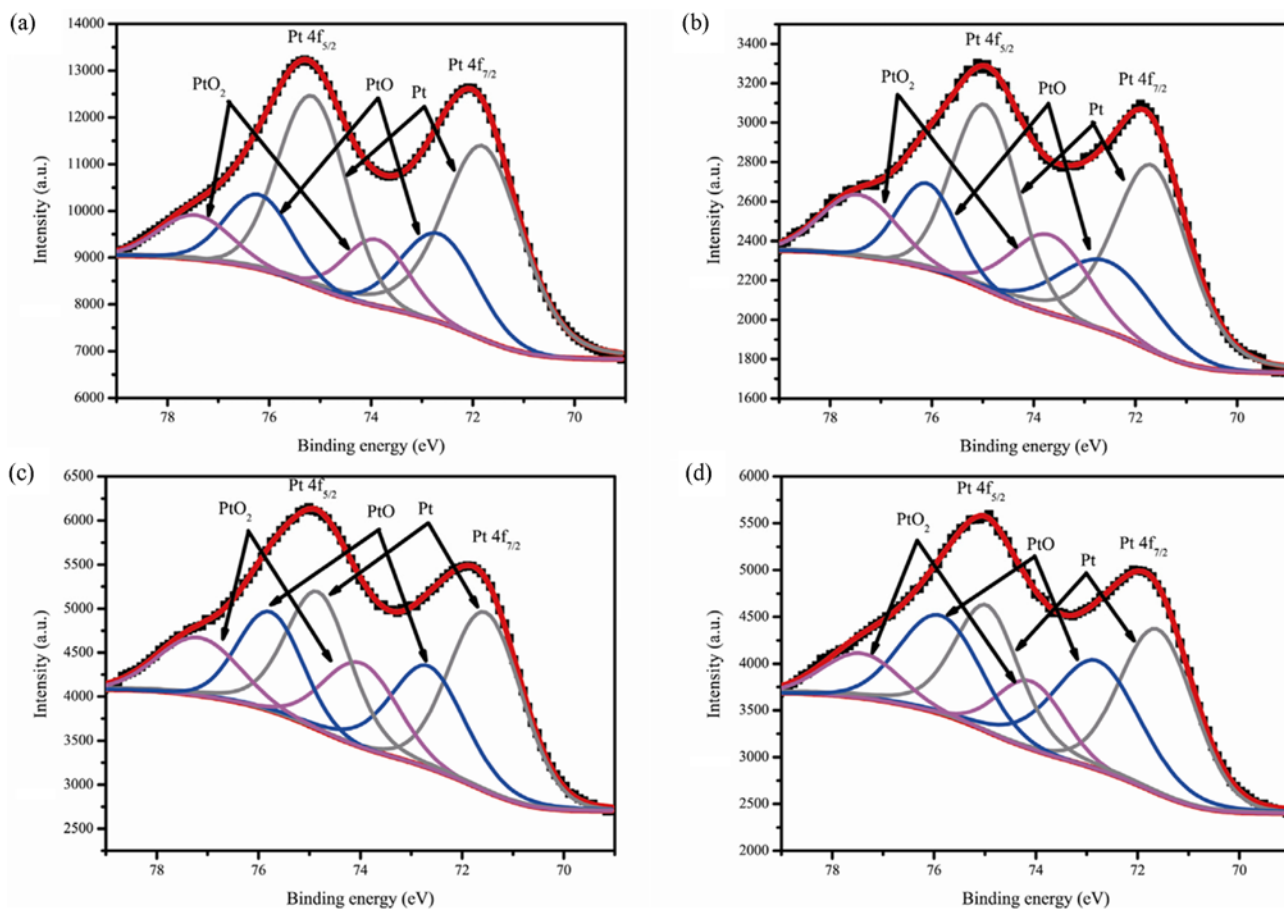 (a)
Pt 4f5/2
Pt 4f7/2
PtO2
PtO
Pt
14000
13000
12000
11000
10000
9000
8000
7000
6000
Intensity (a.u.)
78 76 74 72 70
Binding energy (eV)
(b)
Pt 4f5/2
Pt 4f7/2
PtO2
PtO
Pt
3400
3200
3000
2800
2600
2400
2200
2000
1800
1600
Intensity (a.u.)
78 76 74 72 70
Binding energy (eV)
(c)
Pt 4f5/2
Pt 4f7/2
PtO2
PtO
Pt
6500
6000
5500
5000
4500
4000
3500
3000
2500
Intensity (a.u.)
78 76 74 72 70
Binding energy (eV)
(d)
Pt 4f5/2
Pt 4f7/2
PtO2
PtO
Pt
6000
5500
5000
4500
4000
3500
3000
2500
2000
Intensity (a.u.)
78 76 74 72 70
Binding energy (eV)